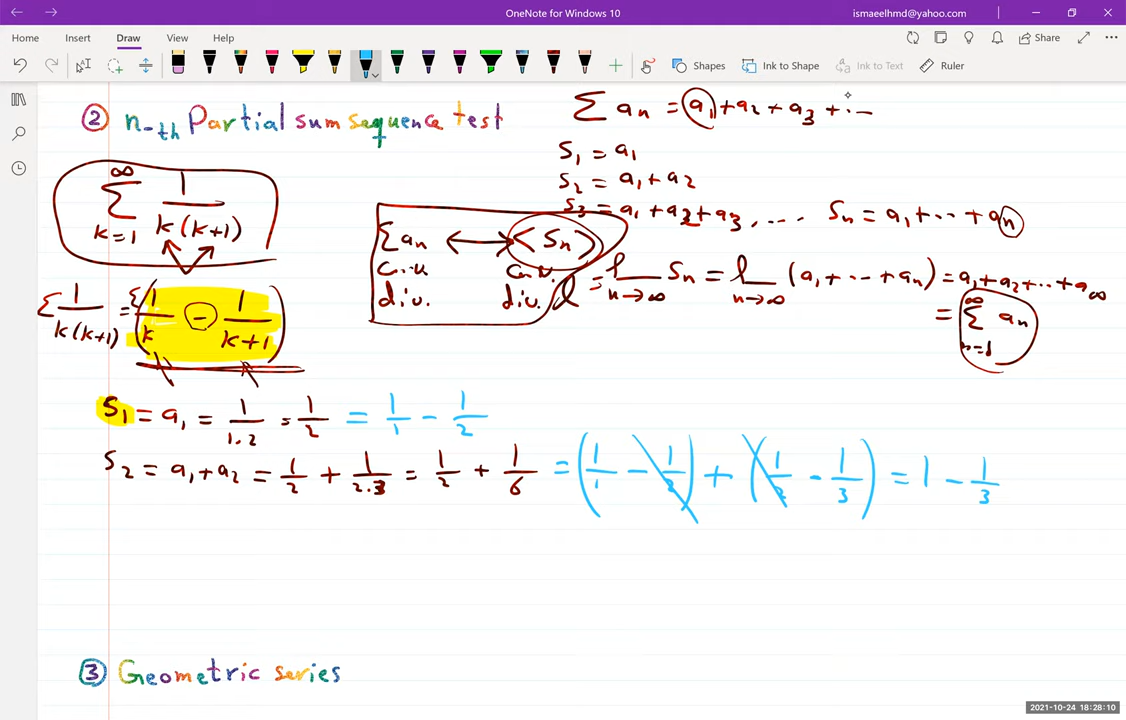 OneNote for Windows 10
ismaeelhmd@yahoo.com
Home Insert Draw View Help
Share
Shapes
Ink to Shape
Ink to Text
Ruler
② n-th Partial sum sequence test
∑ an = a1 + a2 + a3 + ...
S1 = a1
S2 = a1 + a2
S3 = a1 + a2 + a3, .... Sn = a1 + ... + an
∞ ∑ k=1 1/k(k+1)
∑an ↔ <Sn>
div. div.
l = l n→∞ Sn = l n→∞ (a1 + ... + an) = a1 + a2 + ... + a∞
= ∞ ∑ n=1 an
∑ 1/k(k+1) = ∑(1/k - 1/k+1)
S1 = a1 = 1/1.2 = 1/2 = 1/1 - 1/2
S2 = a1 + a2 = 1/2 + 1/2.3 = 1/2 + 1/6 = (1/1 - 1/2) + (1/2 - 1/3) = 1 - 1/3
③ Geometric series
2021-10-24 18:28:10